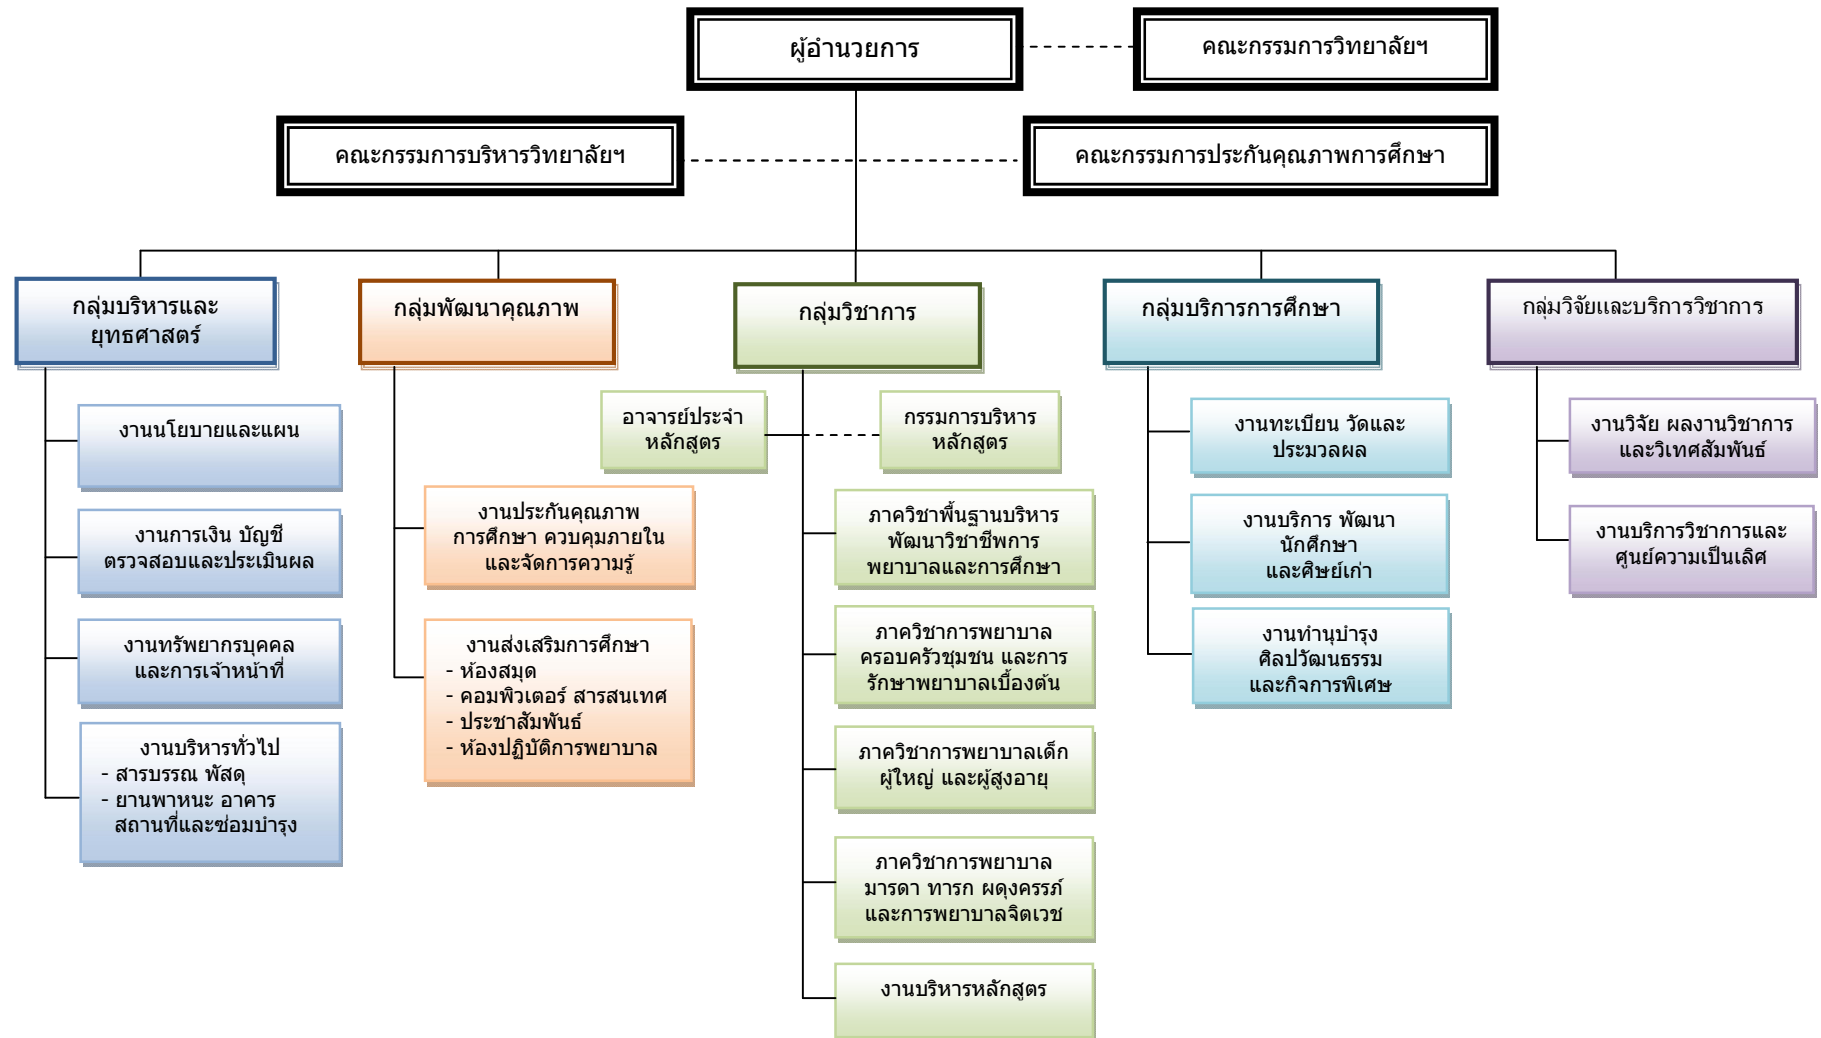 ผู้อำนวยการ
คณะกรรมการวิทยาลัยฯ
คณะกรรมการบริหารวิทยาลัยฯ
คณะกรรมการประกันคุณภาพการศึกษา
กลุ่มบริหารและ
ยุทธศาสตร์
งานนโยบายและแผน
งานการเงิน บัญชี
ตรวจสอบและประเมินผล
งานทรัพยากรบุคคล
และการเจ้าหน้าที่
งานบริหารทั่วไป
- สารบรรณ พัสดุ
- ยานพาหนะ อาคาร
สถานที่และซ่อมบำรุง
กลุ่มพัฒนาคุณภาพ
งานประกันคุณภาพ
การศึกษา ควบคุมภายใน
และจัดการความรู้
งานส่งเสริมการศึกษา
- ห้องสมุด
- คอมพิวเตอร์ สารสนเทศ
- ประชาสัมพันธ์
- ห้องปฏิบัติการพยาบาล
กลุ่มวิชาการ
อาจารย์ประจำ
หลักสูตร
กรรมการบริหาร
หลักสูตร
ภาควิชาพื้นฐานบริหาร
พัฒนาวิชาชีพการ
พยาบาลและการศึกษา
ภาควิชาการพยาบาล
ครอบครัวชุมชน และการ
รักษาพยาบาลเบื้องต้น
ภาควิชาการพยาบาลเด็ก
ผู้ใหญ่ และผู้สูงอายุ
ภาควิชาการพยาบาล
มารดา ทารก ผดุงครรภ์
และการพยาบาลจิตเวช
งานบริหารหลักสูตร
กลุ่มบริการการศึกษา
งานทะเบียน วัดและ
ประมวลผล
งานบริการ พัฒนา
นักศึกษา
และศิษย์เก่า
งานทำนุบำรุง
ศิลปวัฒนธรรม
และกิจการพิเศษ
กลุ่มวิจัยและบริการวิชาการ
งานวิจัย ผลงานวิชาการ
และวิเทศสัมพันธ์
งานบริการวิชาการและ
ศูนย์ความเป็นเลิศ